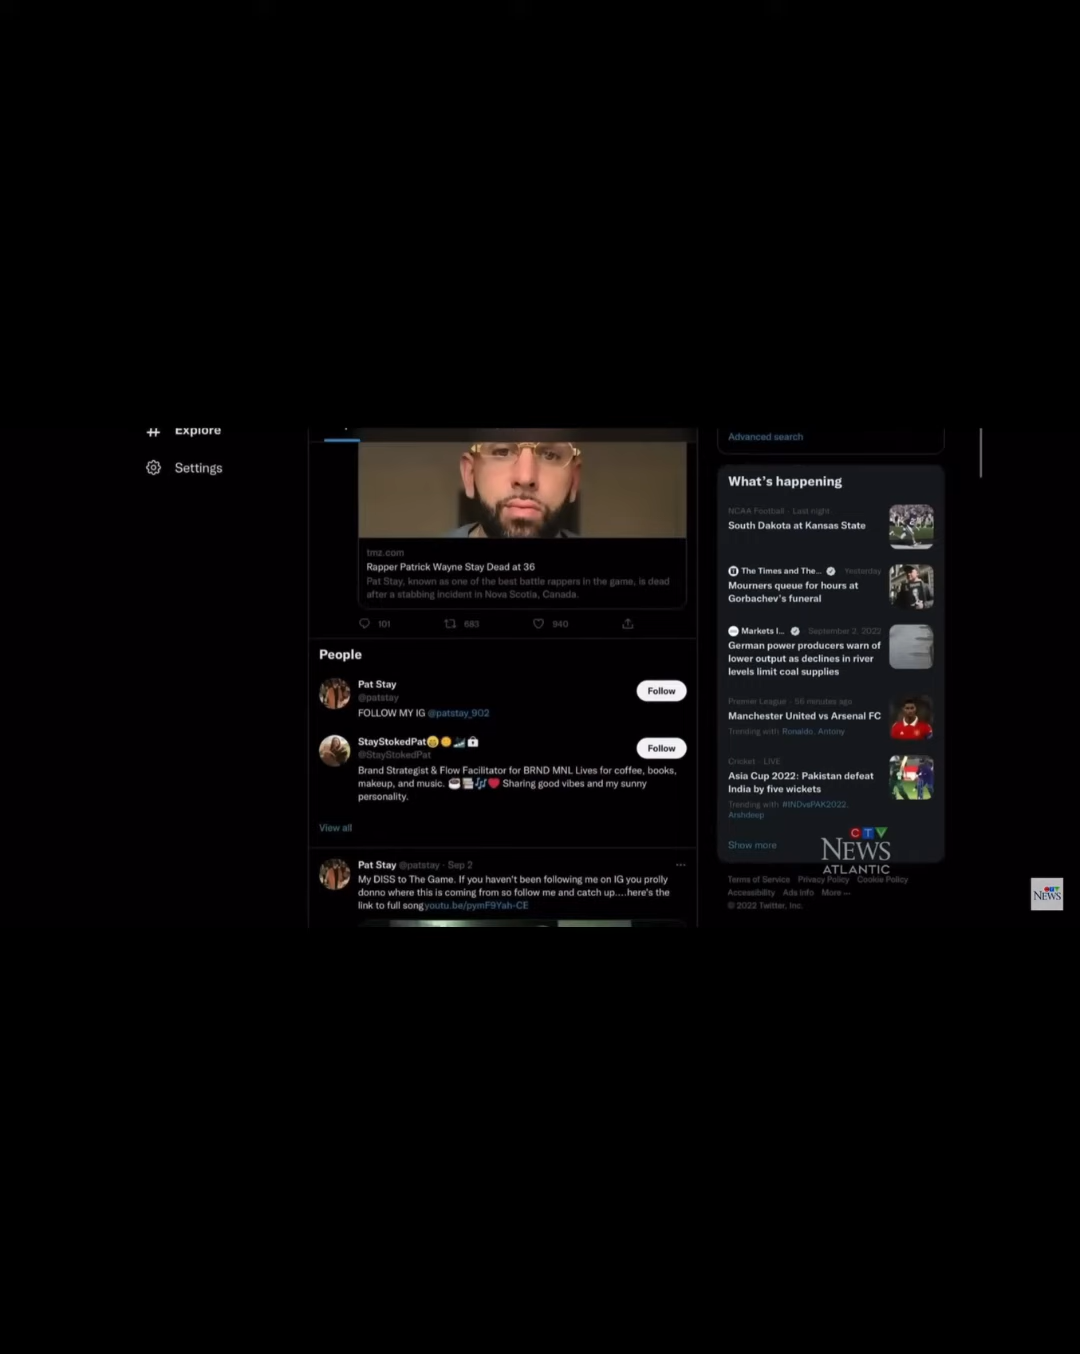 Explore
Settings
tmz.com
Rapper Patrick Wayne Stay Dead at 36
Pat Stay, known as one of the best battle rappers in the game, is dead
after a stabbing incident in Nova Scotia, Canada.
101 683 940
People
Pat Stay
@patstay
FOLLOW MY IG @patstay_902
Follow
StayStokedPat
@StayStokedPat
Brand Strategist & Flow Facilitator for BRND MNL Lives for coffee, books,
makeup, and music. Sharing good vibes and my sunny
personality.
Follow
View all
Pat Stay @patstay · Sep 2
My DISS to The Game. If you haven't been following me on IG you prolly
donno where this is coming from so follow me and catch up....here's the
link to full songyoutu.be/pymF9Yah-CE
Advanced search
What's happening
NCAA Football · Last night
South Dakota at Kansas State
The Times and The... Yesterday
Mourners queue for hours at
Gorbachev's funeral
Markets I... September 2, 2022
German power producers warn of
lower output as declines in river
levels limit coal supplies
Premier League · 56 minutes ago
Manchester United vs Arsenal FC
Trending with Ronaldo, Antony
Cricket · LIVE
Asia Cup 2022: Pakistan defeat
India by five wickets
Trending with #INDvsPAK2022,
Arshdeep
Show more
CTV
NEWS
ATLANTIC
Terms of Service Privacy Policy Cookie Policy
Accessibility Ads info More ···
© 2022 Twitter, Inc.
CTV
NEWS